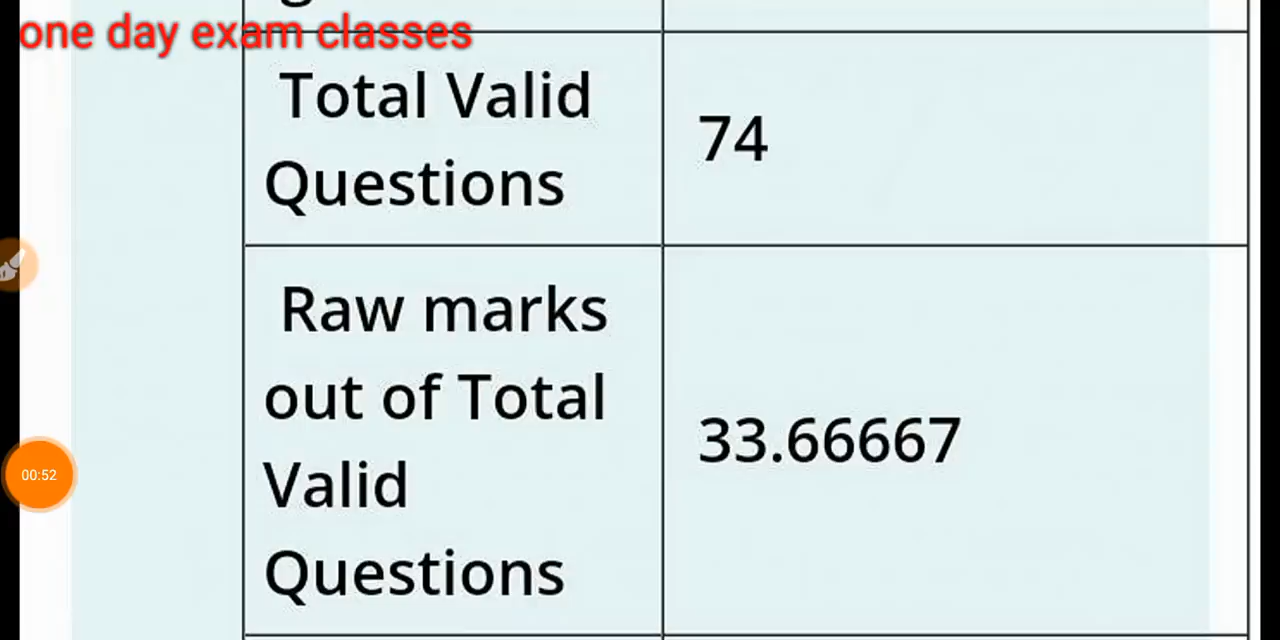 one day exam classes
Total Valid
Questions
74
Raw marks
out of Total
Valid
Questions
33.66667
00:52